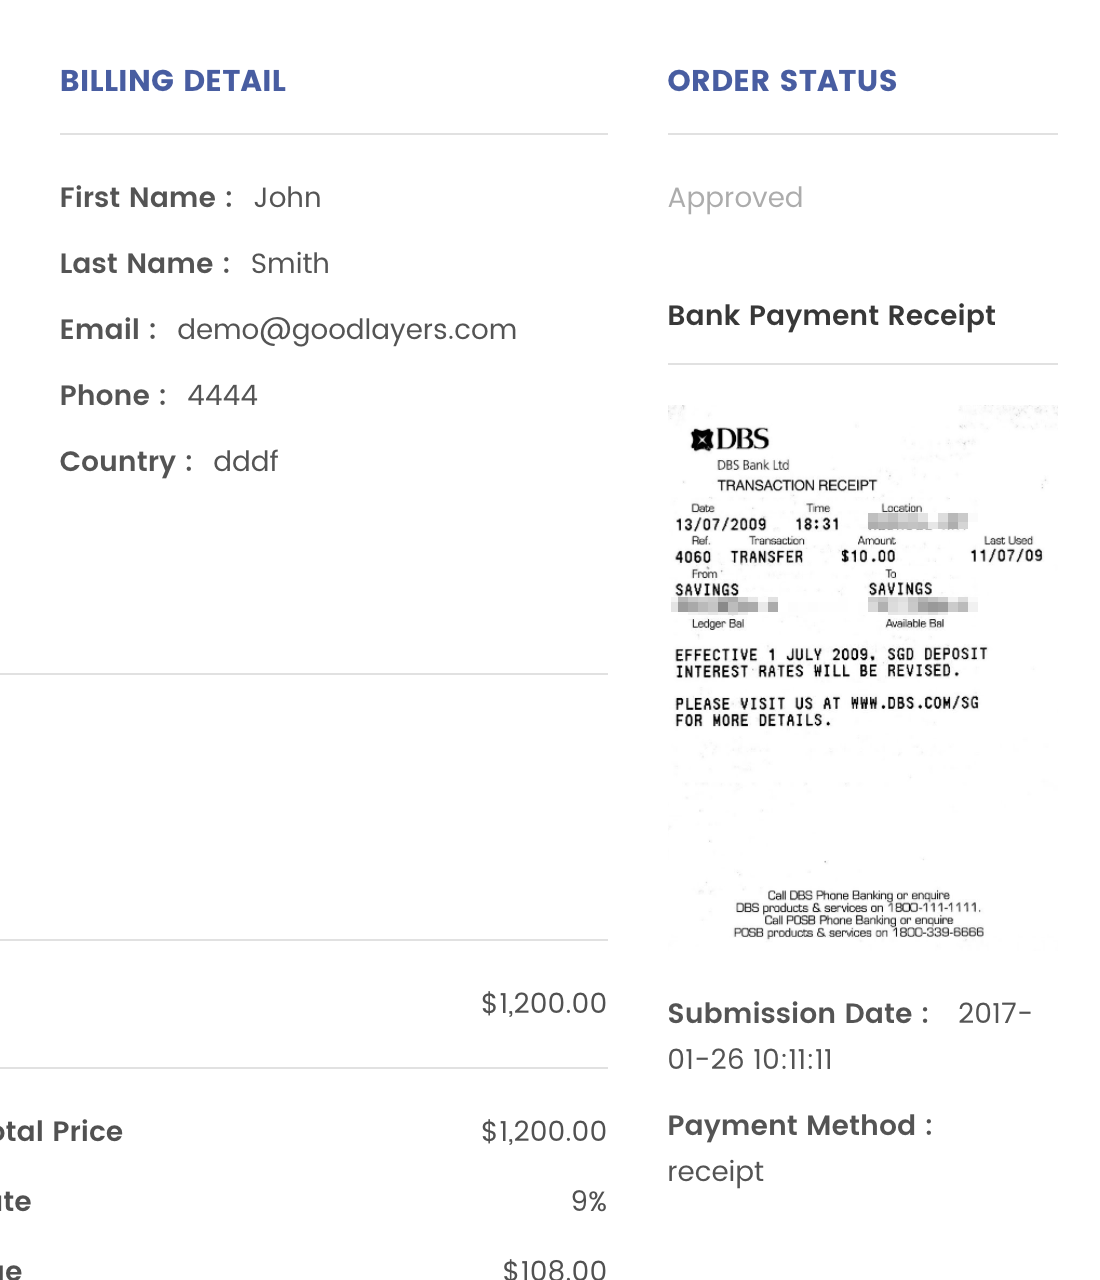 BILLING DETAIL
First Name : John
Last Name : Smith
Email : demo@goodlayers.com
Phone : 4444
Country : dddf
$1,200.00
otal Price $1,200.00
ate 9%
ue $108.00
ORDER STATUS
Approved
Bank Payment Receipt
DBS
DBS Bank Ltd
TRANSACTION RECEIPT
Date Time Location
13/07/2009 18:31
Ref. Transaction Amount Last Used
4060 TRANSFER $10.00 11/07/09
From To
SAVINGS SAVINGS
Ledger Bal Available Bal
EFFECTIVE 1 JULY 2009, SGD DEPOSIT
INTEREST RATES WILL BE REVISED.
PLEASE VISIT US AT WWW.DBS.COM/SG
FOR MORE DETAILS.
Call DBS Phone Banking or enquire
DBS products & services on 1800-111-1111.
Call POSB Phone Banking or enquire
POSB products & services on 1800-339-6666
Submission Date : 2017-
01-26 10:11:11
Payment Method :
receipt